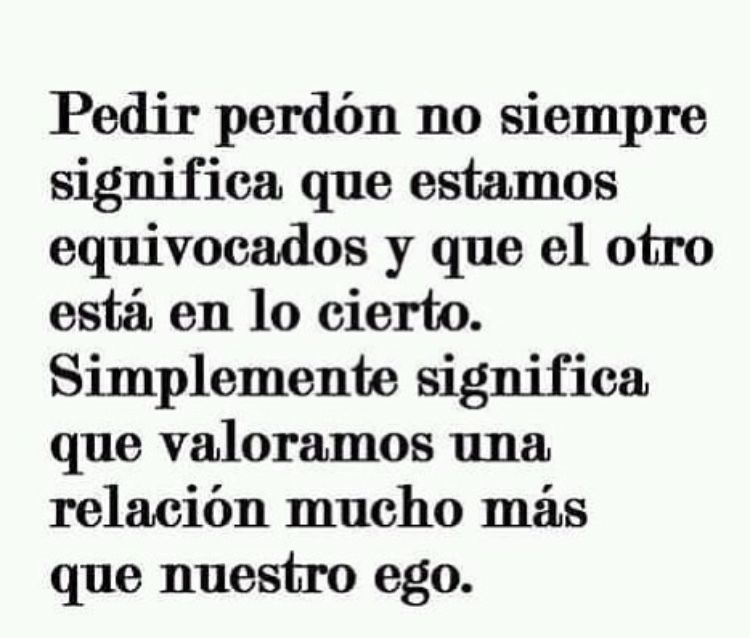 Pedir perdón no siempre
significa que estamos
equivocados y que el otro
está en lo cierto.
Simplemente significa
que valoramos una
relación mucho más
que nuestro ego.